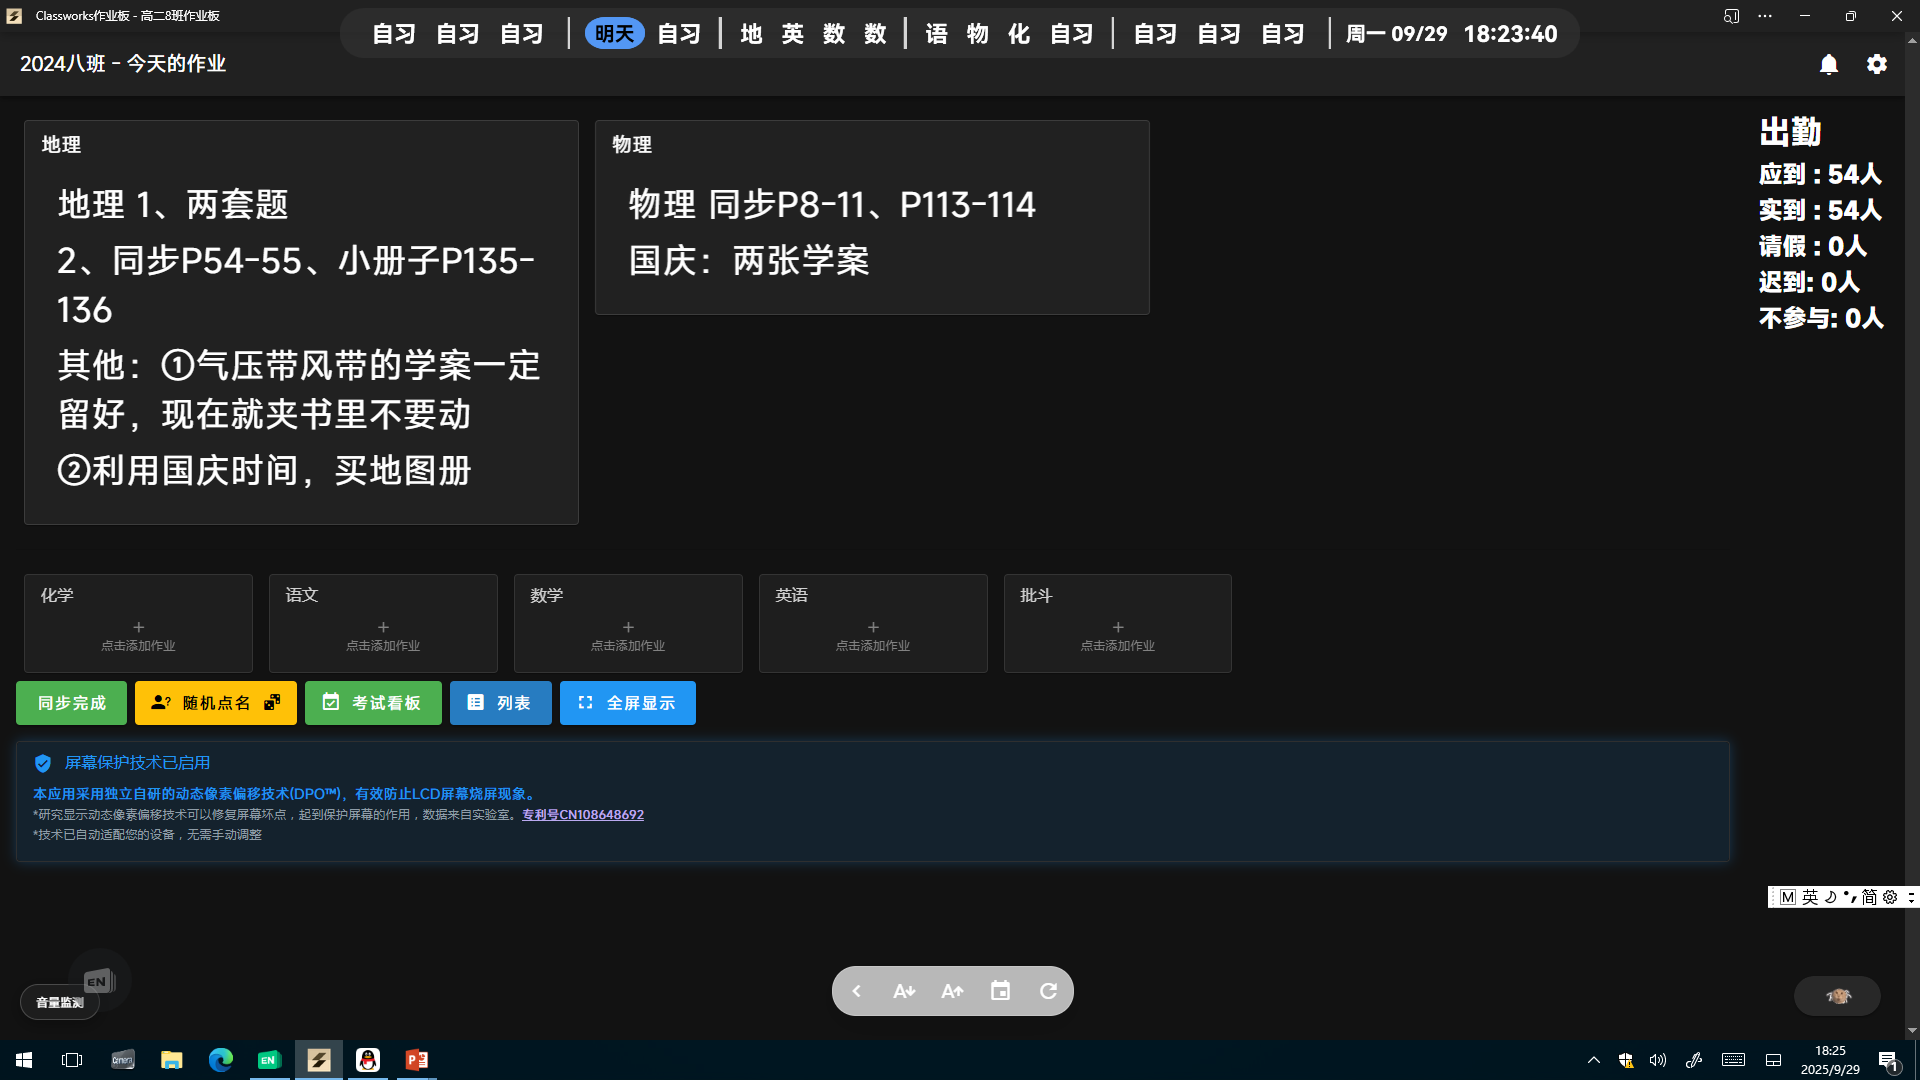 Classworks作业板 - 高二8班作业板
自习 自习 自习 | 明天 自习 | 地 英 数 数 | 语 物 化 自习 | 自习 自习 自习 | 周一 09/29 18:23:40
2024八班 - 今天的作业
地理
地理 1、两套题
2、同步P54-55、小册子P135-
136
其他：①气压带风带的学案一定
留好，现在就夹书里不要动
②利用国庆时间，买地图册
物理
物理 同步P8-11、P113-114
国庆：两张学案
出勤
应到 : 54人
实到 : 54人
请假 : 0人
迟到: 0人
不参与: 0人
化学
点击添加作业
语文
点击添加作业
数学
点击添加作业
英语
点击添加作业
批斗
点击添加作业
同步完成
随机点名
考试看板
列表
全屏显示
屏幕保护技术已启用
本应用采用独立自研的动态像素偏移技术(DPO™)，有效防止LCD屏幕烧屏现象。
*研究显示动态像素偏移技术可以修复屏幕坏点，起到保护屏幕的作用，数据来自实验室。专利号CN108648692
*技术已自动适配您的设备，无需手动调整
M 英 简
EN
音量监测
EN
18:25
2025/9/29
1